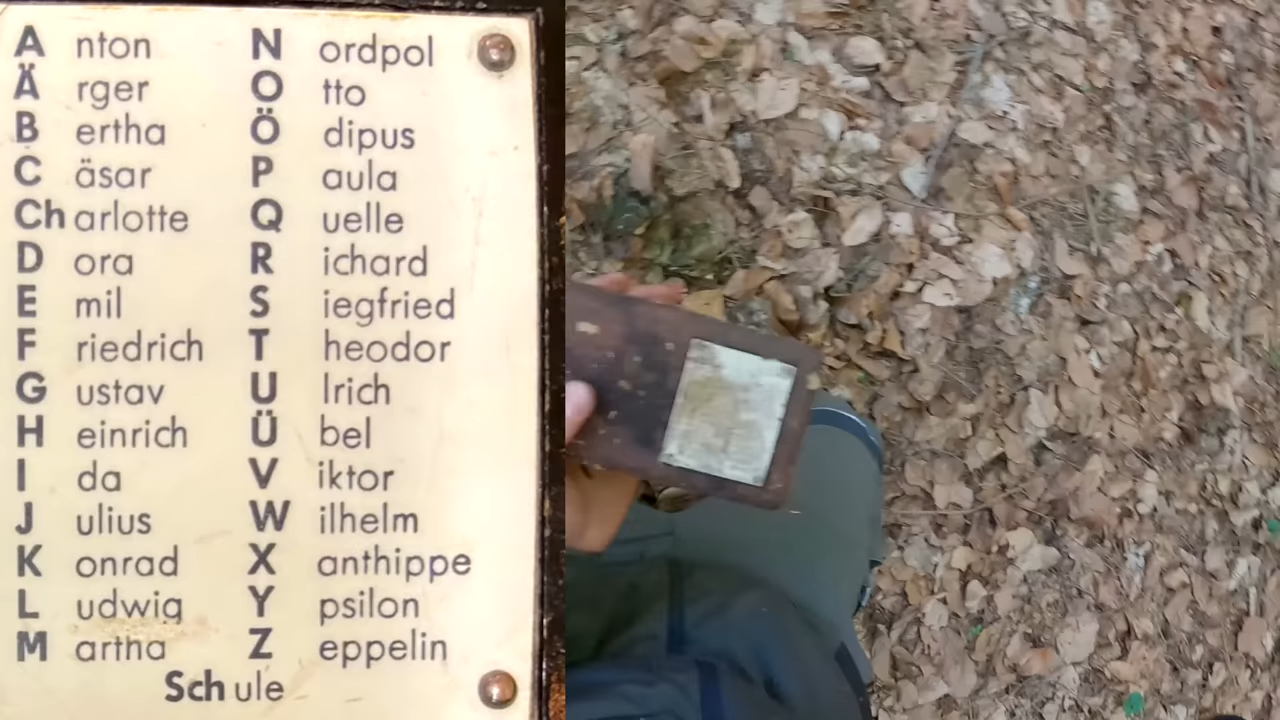 A nton
Ä rger
B ertha
C äsar
Ch arlotte
D ora
E mil
F riedrich
G ustav
H einrich
I da
J ulius
K onrad
L udwig
M artha
N ordpol
O tto
Ö dipus
P aula
Q uelle
R ichard
S iegfried
T heodor
U lrich
Ü bel
V iktor
W ilhelm
X anthippe
Y psilon
Z eppelin
Sch ule